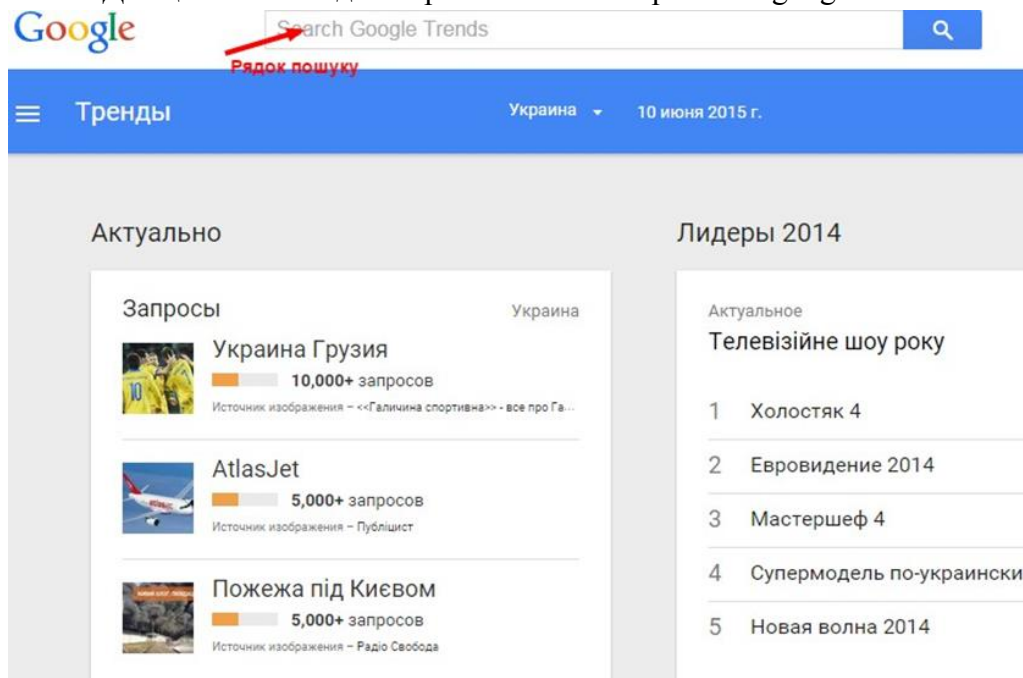 Google
Search Google Trends
Рядок пошуку
Тренды
Украина
10 июня 2015 г.
Актуально
Запросы
Украина
Украина Грузия
10,000+ запросов
Источник изображения – <<Галичина спортивна>> - все про Га...
AtlasJet
5,000+ запросов
Источник изображения – Публіцист
Пожежа під Києвом
5,000+ запросов
Источник изображения – Радіо Свобода
Лидеры 2014
Актуальное
Телевізійне шоу року
1 Холостяк 4
2 Евровидение 2014
3 Мастершеф 4
4 Супермодель по-украински
5 Новая волна 2014